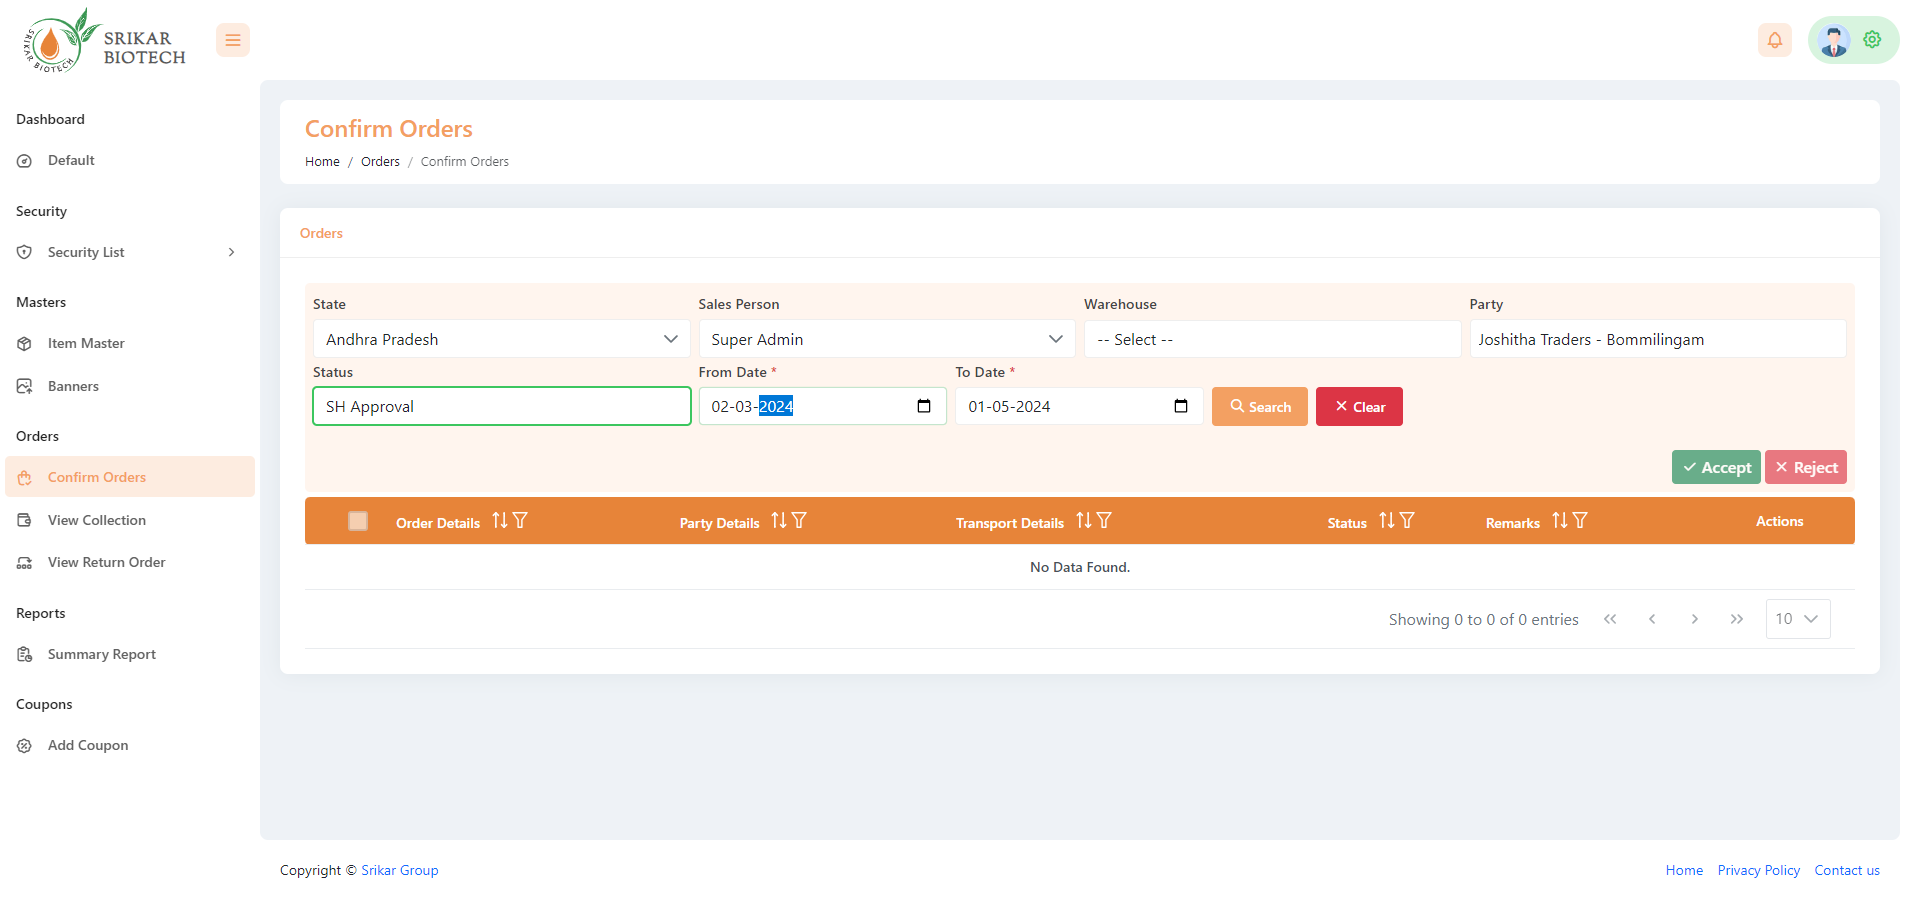 SRIKAR BIOTECH
SRIKAR
BIOTECH
Dashboard
Default
Security
Security List
Masters
Item Master
Banners
Orders
Confirm Orders
View Collection
View Return Order
Reports
Summary Report
Coupons
Add Coupon
Confirm Orders
Home / Orders / Confirm Orders
Orders
State Sales Person Warehouse Party
Andhra Pradesh Super Admin -- Select -- Joshitha Traders - Bommilingam
Status From Date * To Date *
SH Approval 02-03-2024 01-05-2024 Search Clear
Accept Reject
Order Details Party Details Transport Details Status Remarks Actions
No Data Found.
Showing 0 to 0 of 0 entries 10
Copyright © Srikar Group Home Privacy Policy Contact us